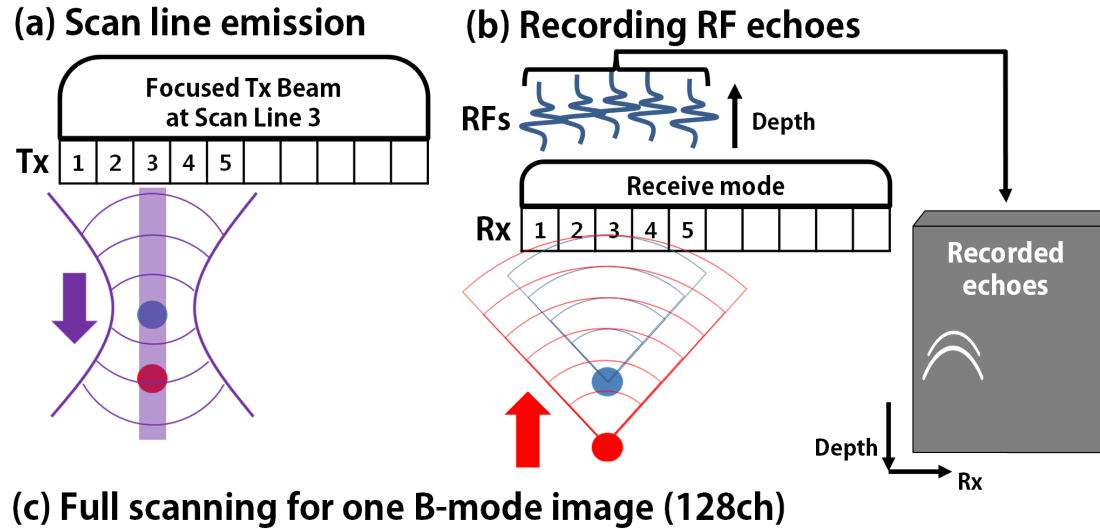 (a) Scan line emission
Focused Tx Beam
at Scan Line 3
Tx 1 2 3 4 5
(b) Recording RF echoes
RFs
Depth
Receive mode
Rx 1 2 3 4 5
Recorded
echoes
Depth
Rx
(c) Full scanning for one B-mode image (128ch)